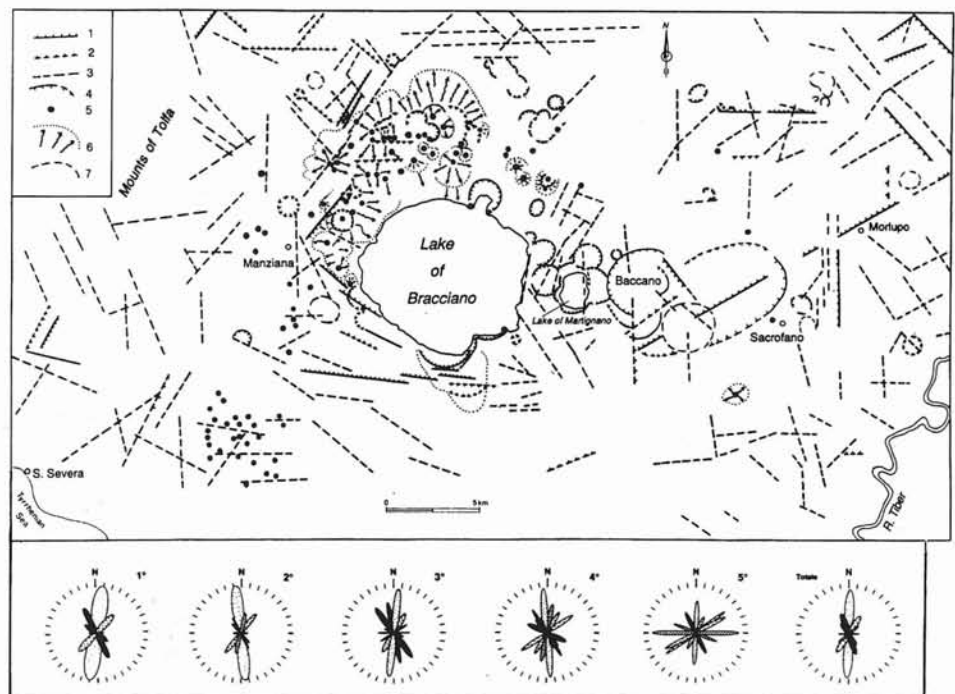 1
2
3
4
5
6
7
Mounts of Tolfa
N
Manziana
Lake
of
Bracciano
Lake of Martignano
Baccano
Morlupo
Sacrofano
S. Severa
Tyrrhenian
Sea
0 5 km
R. Tiber
N 1°
N 2°
N 3°
N 4°
N 5°
Totale N